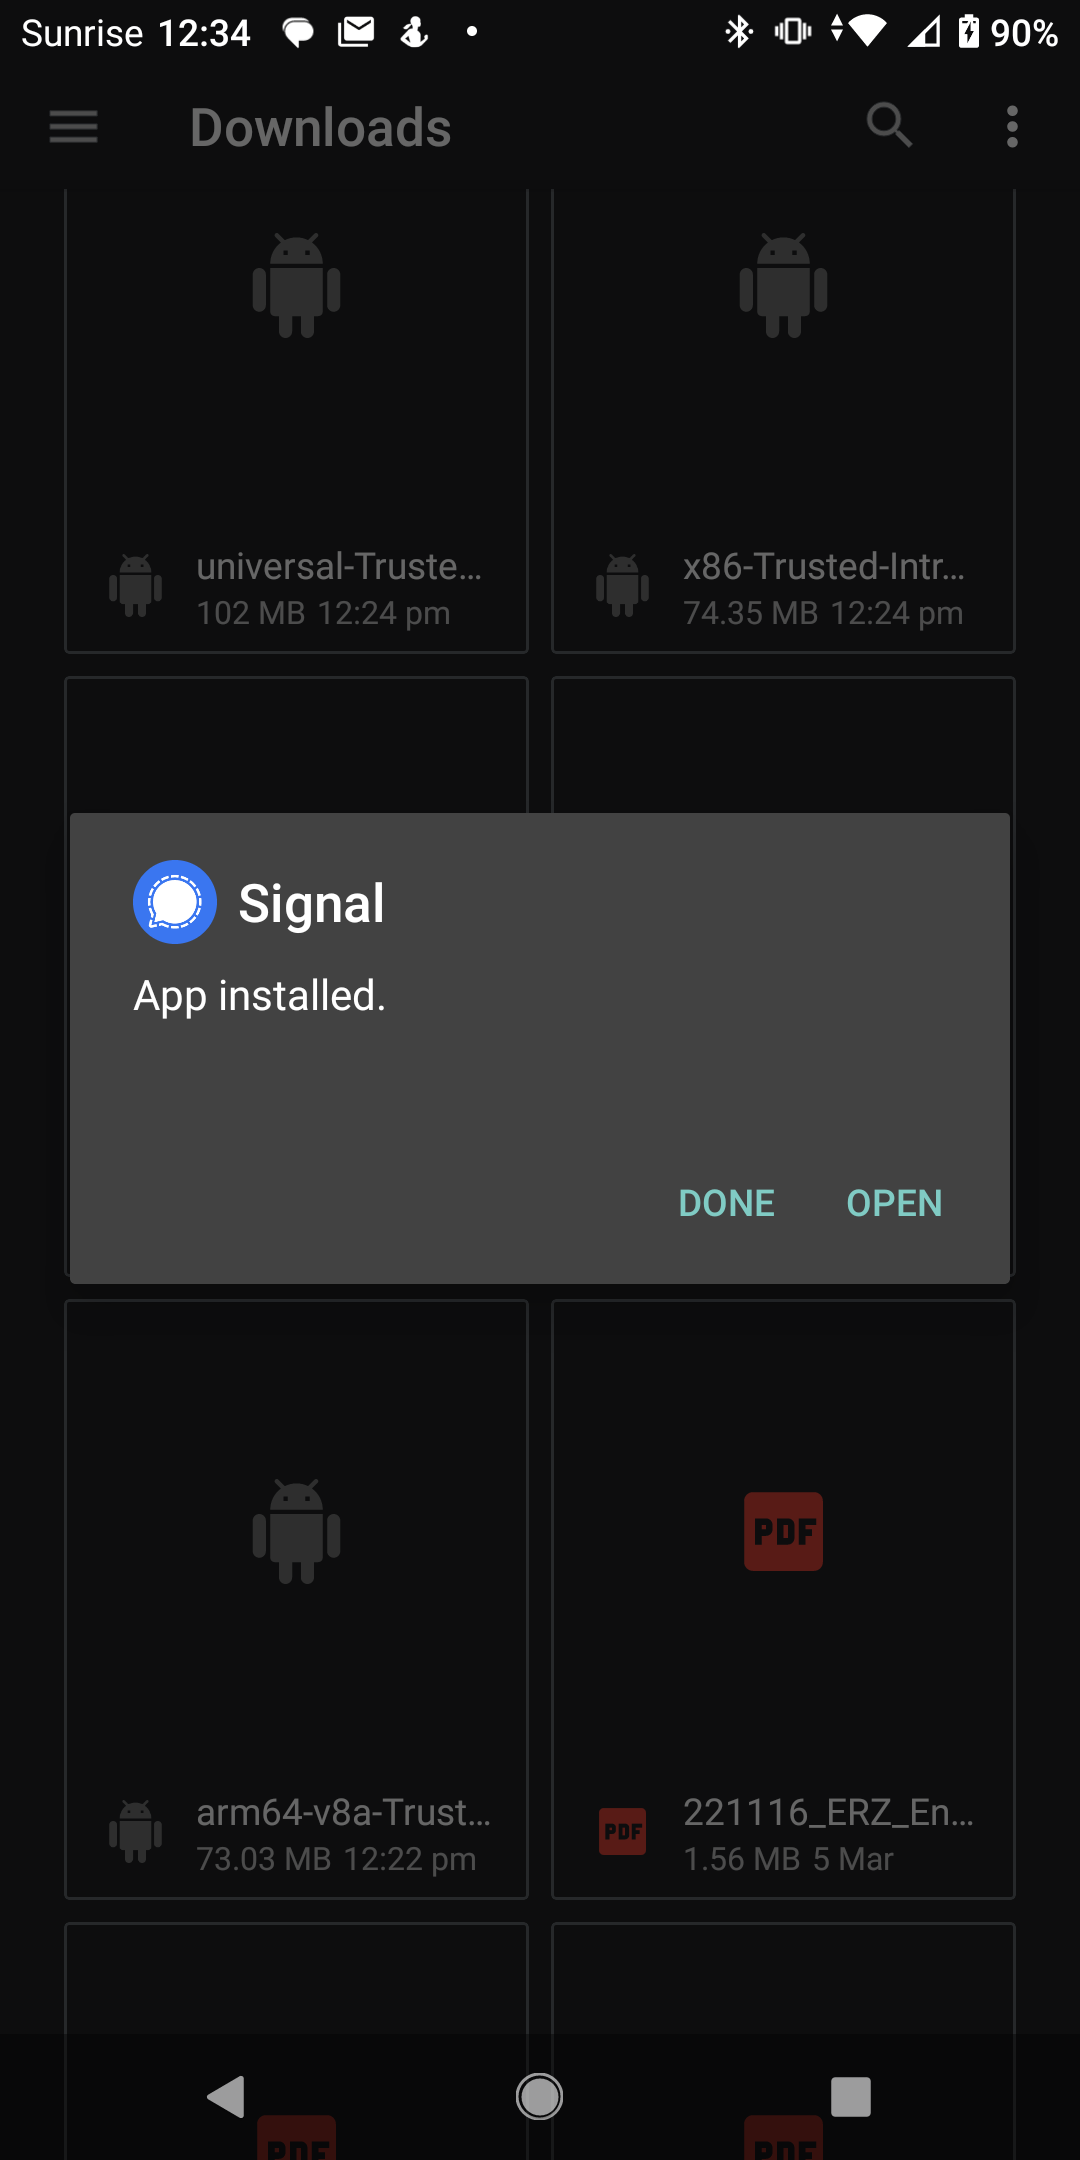 Sunrise 12:34 90%
Downloads
universal-Truste...
102 MB 12:24 pm
x86-Trusted-Intr...
74.35 MB 12:24 pm
Signal
App installed.
DONE OPEN
PDF
arm64-v8a-Trust...
73.03 MB 12:22 pm
PDF
221116_ERZ_En...
1.56 MB 5 Mar
PDF
PDF